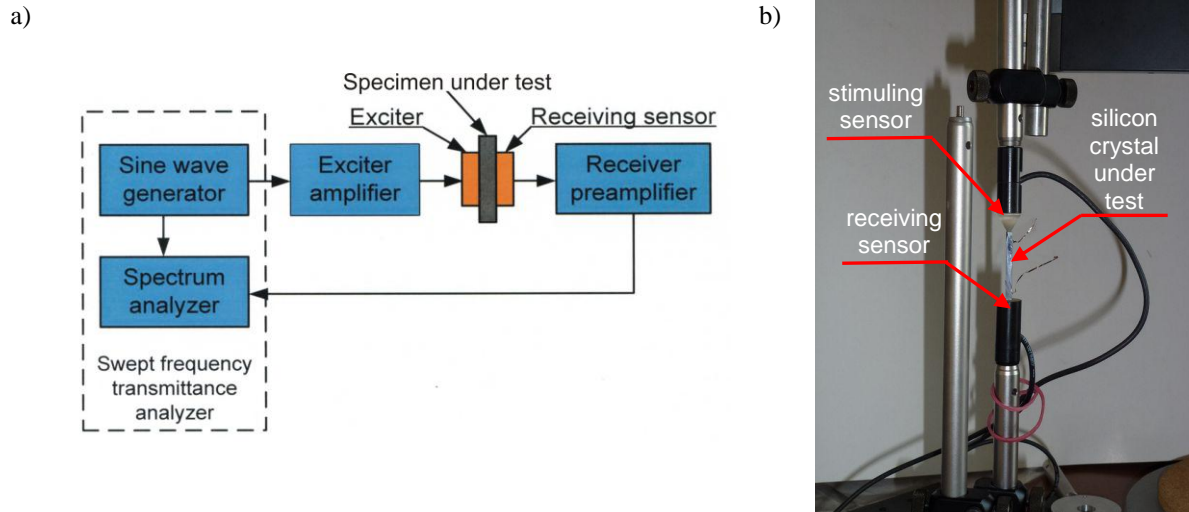 a)
Specimen under test
Exciter
Receiving sensor
Sine wave
generator
Exciter
amplifier
Receiver
preamplifier
Spectrum
analyzer
Swept frequency
transmittance
analyzer
b)
stimuling
sensor
silicon
crystal
under
test
receiving
sensor